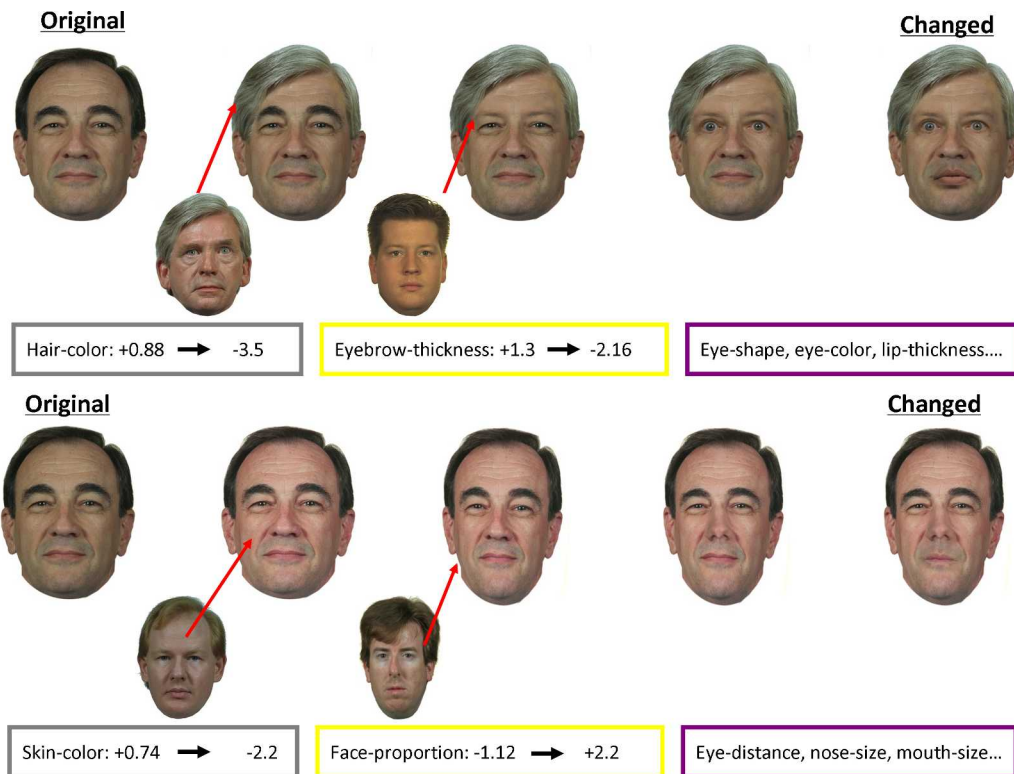 Original
Changed
Hair-color: +0.88 → -3.5
Eyebrow-thickness: +1.3 → -2.16
Eye-shape, eye-color, lip-thickness....
Original
Changed
Skin-color: +0.74 → -2.2
Face-proportion: -1.12 → +2.2
Eye-distance, nose-size, mouth-size...